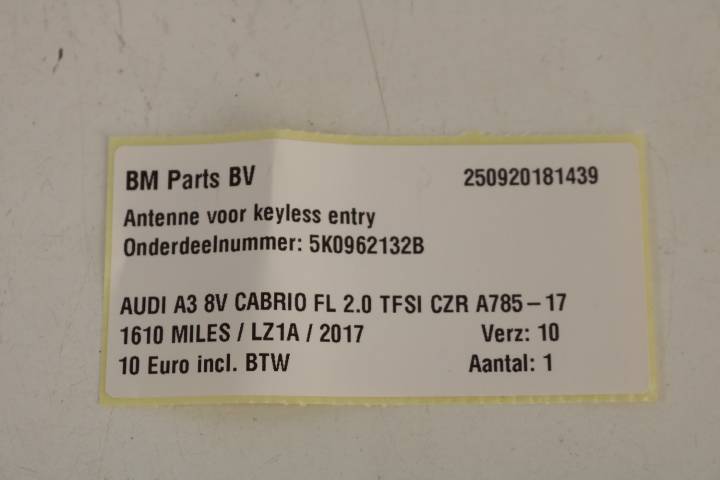 BM Parts BV 250920181439
Antenne voor keyless entry
Onderdeelnummer: 5K0962132B
AUDI A3 8V CABRIO FL 2.0 TFSI CZR A785-17
1610 MILES / LZ1A / 2017 Verz: 10
10 Euro incl. BTW Aantal: 1